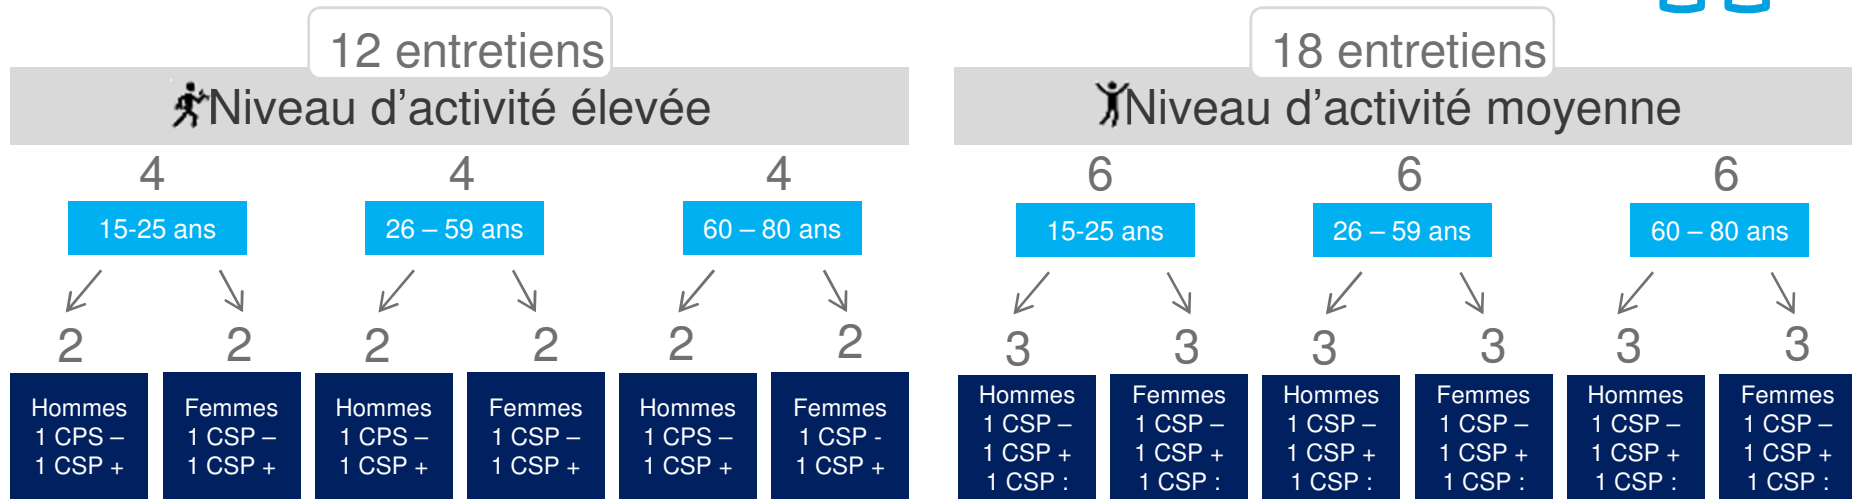 12 entretiens
Niveau d’activité élevée
4
4
4
15-25 ans
26 – 59 ans
60 – 80 ans
2
2
2
2
2
2
Hommes
1 CPS –
1 CSP +
Femmes
1 CSP –
1 CSP +
Hommes
1 CPS –
1 CSP +
Femmes
1 CSP –
1 CSP +
Hommes
1 CPS –
1 CSP +
Femmes
1 CSP -
1 CSP +
18 entretiens
Niveau d’activité moyenne
6
6
6
15-25 ans
26 – 59 ans
60 – 80 ans
3
3
3
3
3
3
Hommes
1 CSP –
1 CSP +
1 CSP :
Femmes
1 CSP –
1 CSP +
1 CSP :
Hommes
1 CSP –
1 CSP +
1 CSP :
Femmes
1 CSP –
1 CSP +
1 CSP :
Hommes
1 CSP –
1 CSP +
1 CSP :
Femmes
1 CSP –
1 CSP +
1 CSP :